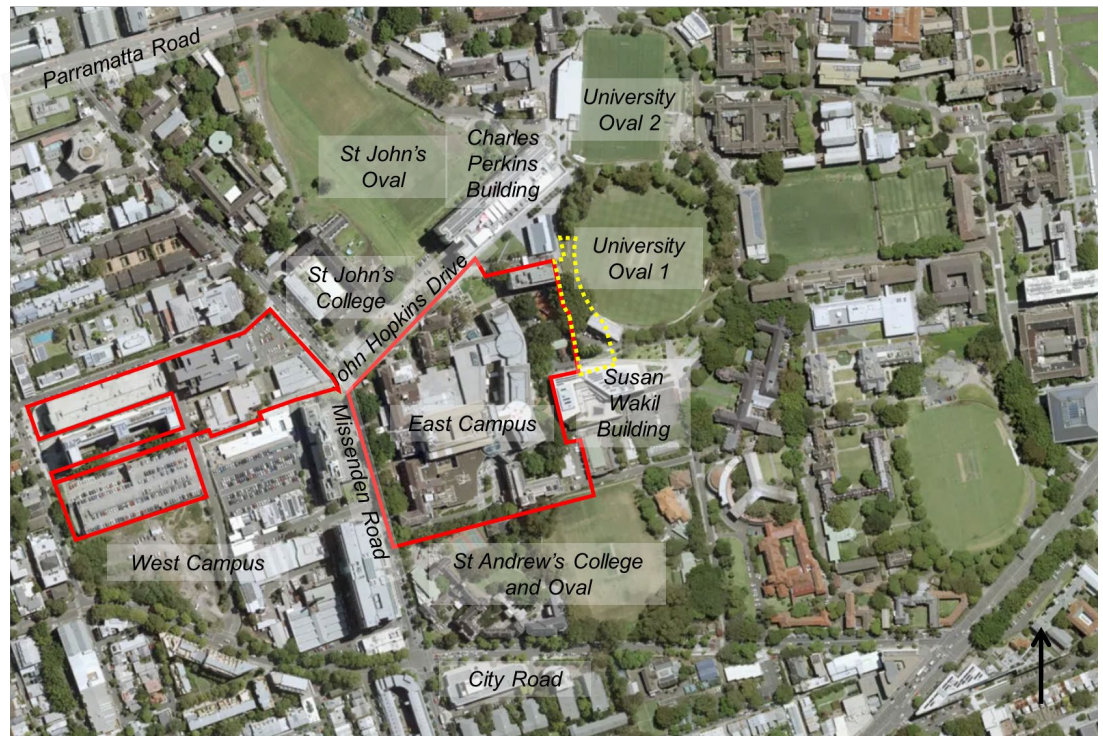 Parramatta Road
University
Oval 2
Charles
Perkins
Building
St John's
Oval
University
Oval 1
St John's
College
John Hopkins Drive
Susan
Wakil
Building
East Campus
Missenden Road
West Campus
St Andrew's College
and Oval
City Road